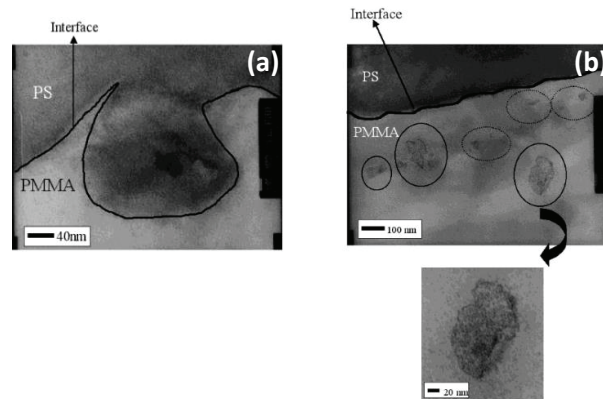 Interface
(a)
PS
PMMA
40nm
Interface
(b)
PS
PMMA
100 nm
20 nm